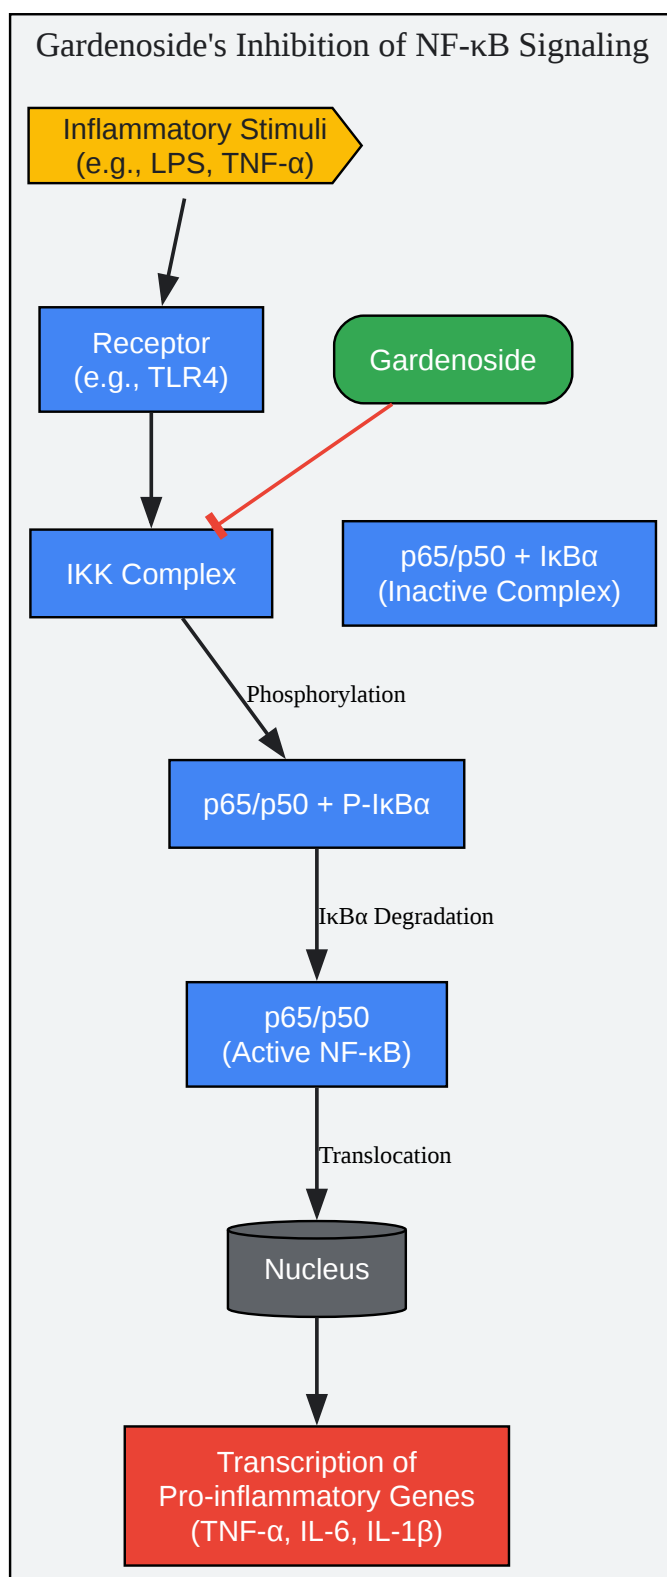 Gardenoside's Inhibition of NF-κB Signaling
Inflammatory Stimuli
(e.g., LPS, TNF-α)
Receptor
(e.g., TLR4)
Gardenoside
IKK Complex
p65/p50 + IκBα
(Inactive Complex)
Phosphorylation
p65/p50 + P-IκBα
IκBα Degradation
p65/p50
(Active NF-κB)
Translocation
Nucleus
Transcription of
Pro-inflammatory Genes
(TNF-α, IL-6, IL-1β)